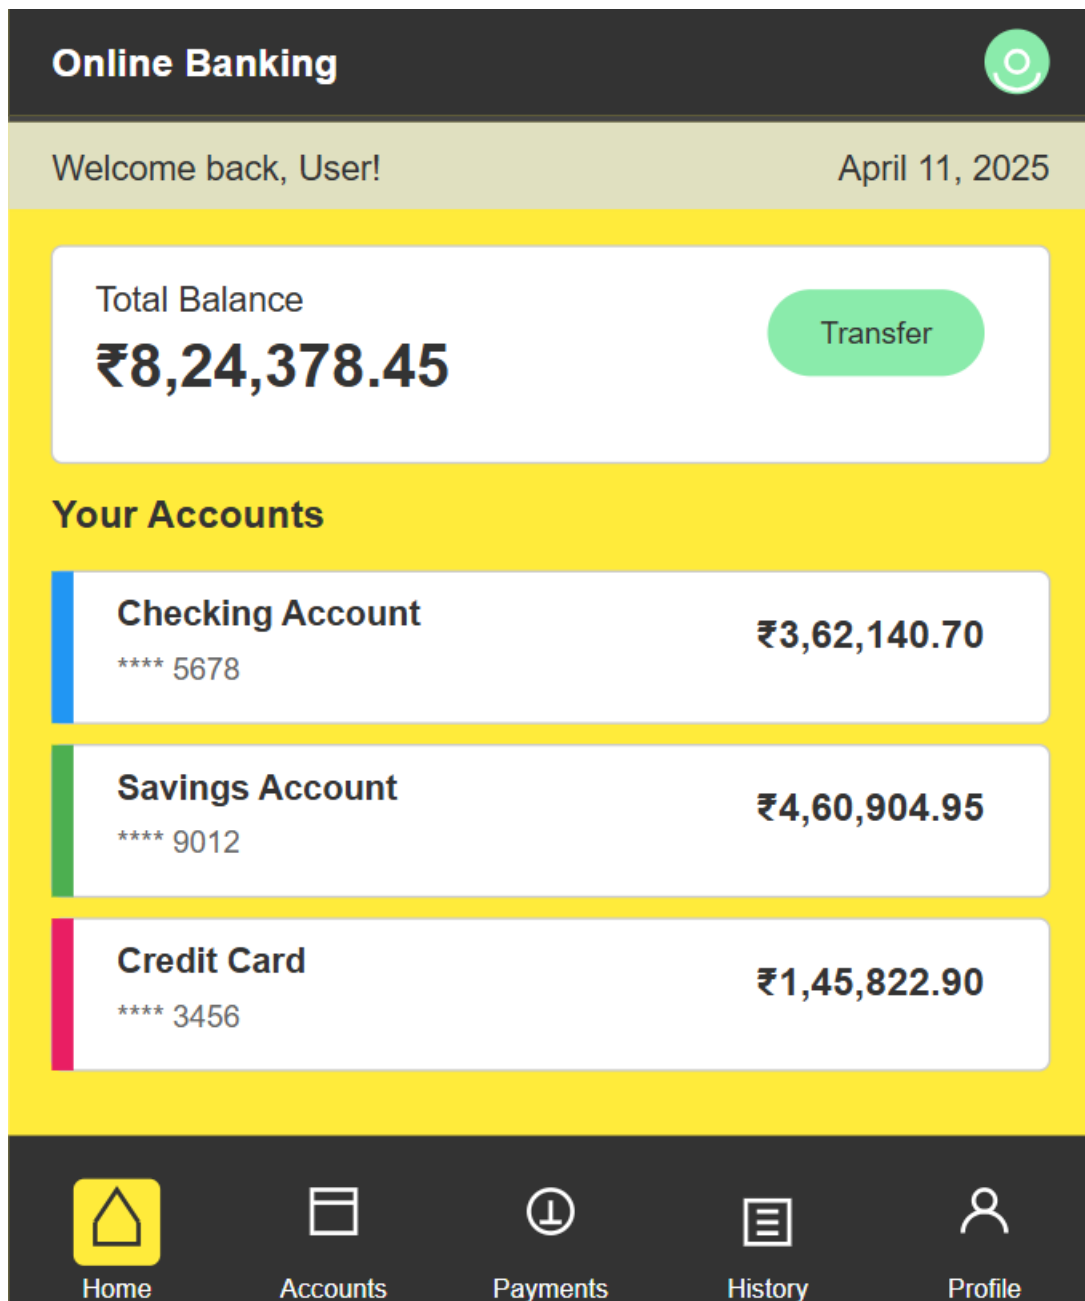 Online Banking
Welcome back, User! April 11, 2025
Total Balance
₹8,24,378.45
Transfer
Your Accounts
Checking Account
**** 5678
₹3,62,140.70
Savings Account
**** 9012
₹4,60,904.95
Credit Card
**** 3456
₹1,45,822.90
Home Accounts Payments History Profile